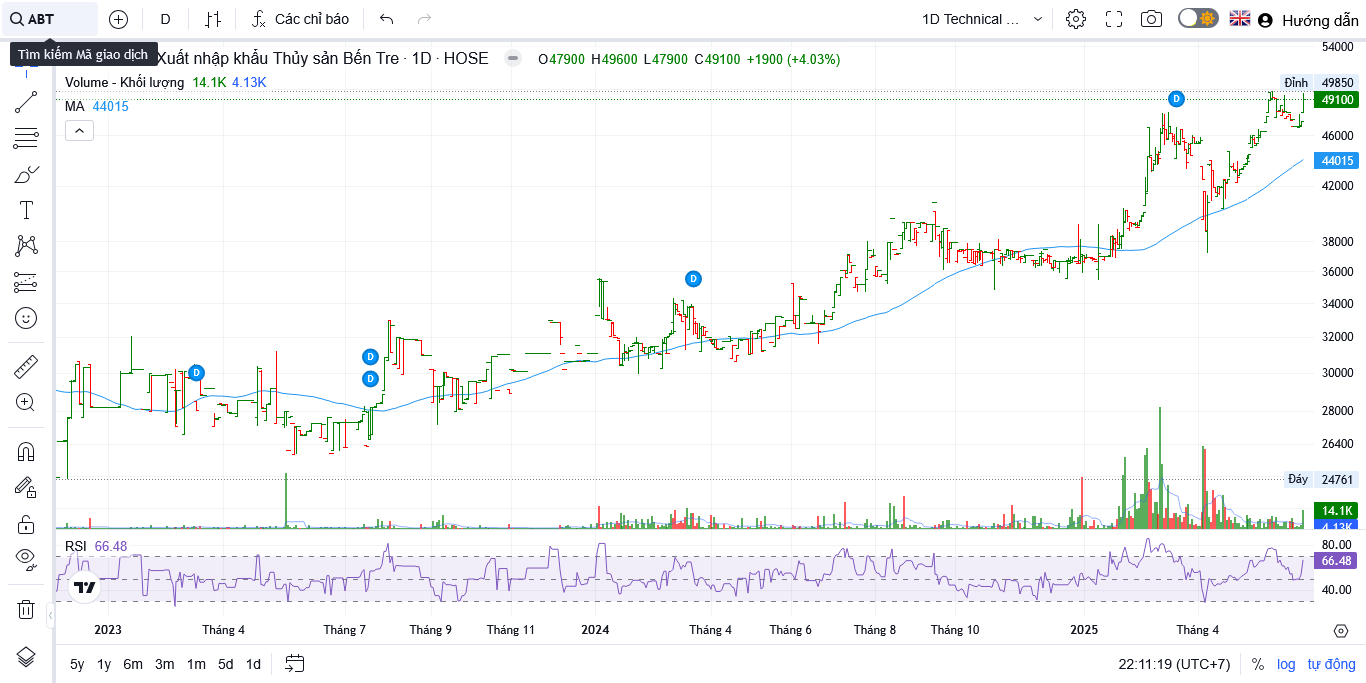 ABT
D
Các chỉ báo
1D Technical ...
Hướng dẫn
Tìm kiếm Mã giao dịch
Xuất nhập khẩu Thủy sản Bến Tre · 1D · HOSE
O47900 H49600 L47900 C49100 +1900 (+4.03%)
Volume - Khối lượng 14.1K 4.13K
MA 44015
54000
Đỉnh 49850
49100
46000
44015
42000
38000
36000
34000
32000
30000
28000
26400
Đáy 24761
14.1K
4.13K
D
D
D
D
D
RSI 66.48
80.00
66.48
40.00
2023 Tháng 4 Tháng 7 Tháng 9 Tháng 11 2024 Tháng 4 Tháng 6 Tháng 8 Tháng 10 2025 Tháng 4
5y 1y 6m 3m 1m 5d 1d
22:11:19 (UTC+7) % log tự động